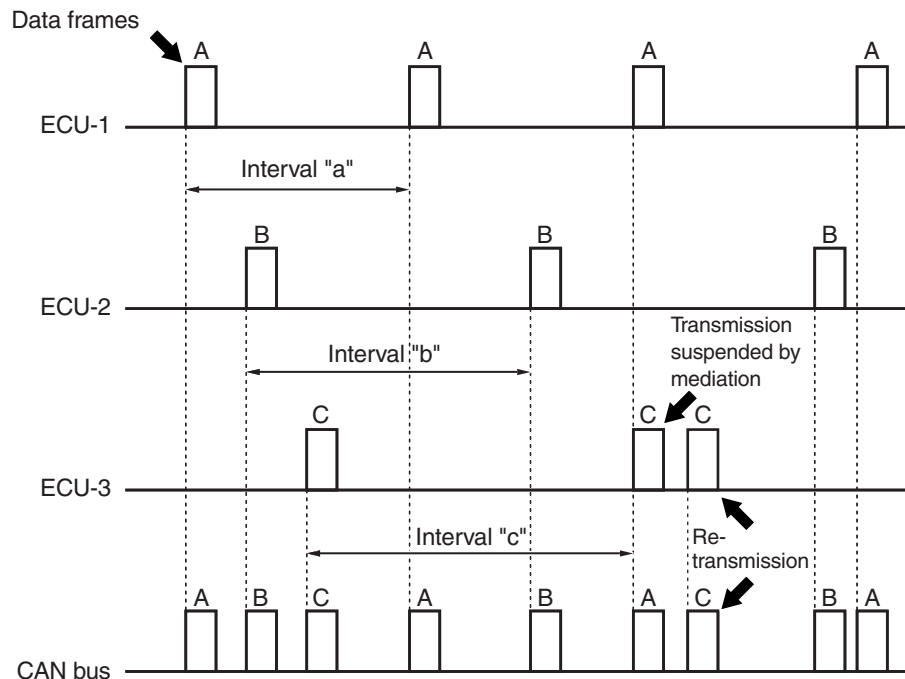 Data frames
A A A A
ECU-1
Interval "a"
B B B
ECU-2
Transmission
suspended by
mediation
Interval "b"
C C C
ECU-3
Interval "c"
Re-
transmission
A B C A B A C B A
CAN bus